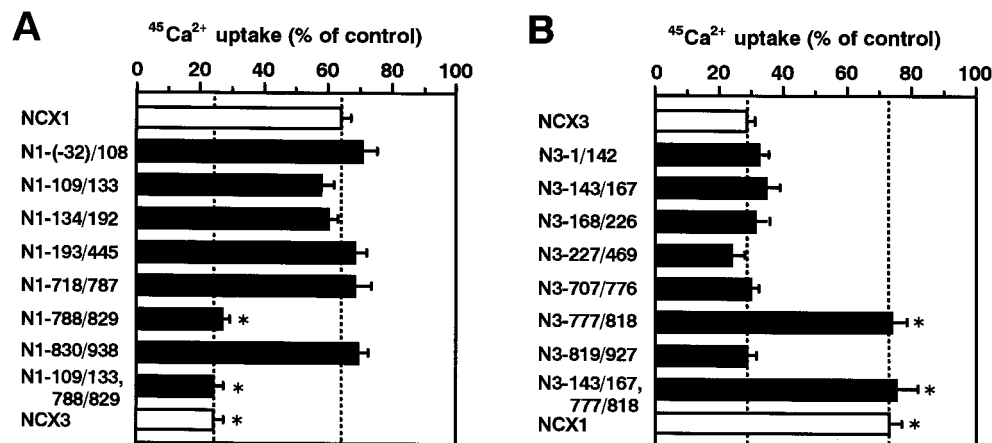 A
⁴⁵Ca²⁺ uptake (% of control)
0 20 40 60 80 100
NCX1
N1-(-32)/108
N1-109/133
N1-134/192
N1-193/445
N1-718/787
N1-788/829 *
N1-830/938
N1-109/133,
788/829 *
NCX3 *
B
⁴⁵Ca²⁺ uptake (% of control)
0 20 40 60 80 100
NCX3
N3-1/142
N3-143/167
N3-168/226
N3-227/469
N3-707/776
N3-777/818 *
N3-819/927
N3-143/167, *
777/818
NCX1 *